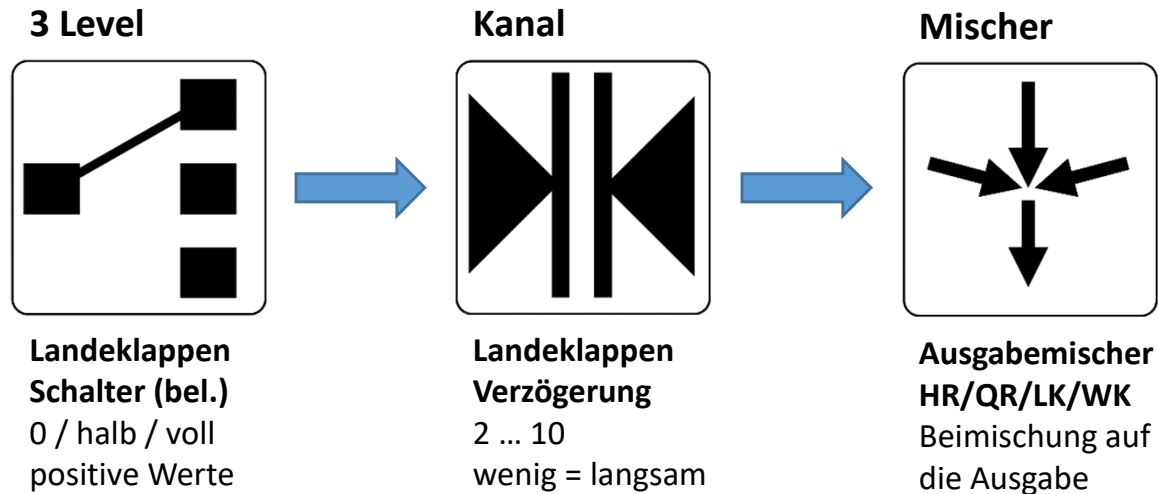 3 Level
Kanal
Mischer
Landeklappen
Schalter (bel.)
0 / halb / voll
positive Werte
Landeklappen
Verzögerung
2 ... 10
wenig = langsam
Ausgabemischer
HR/QR/LK/WK
Beimischung auf
die Ausgabe